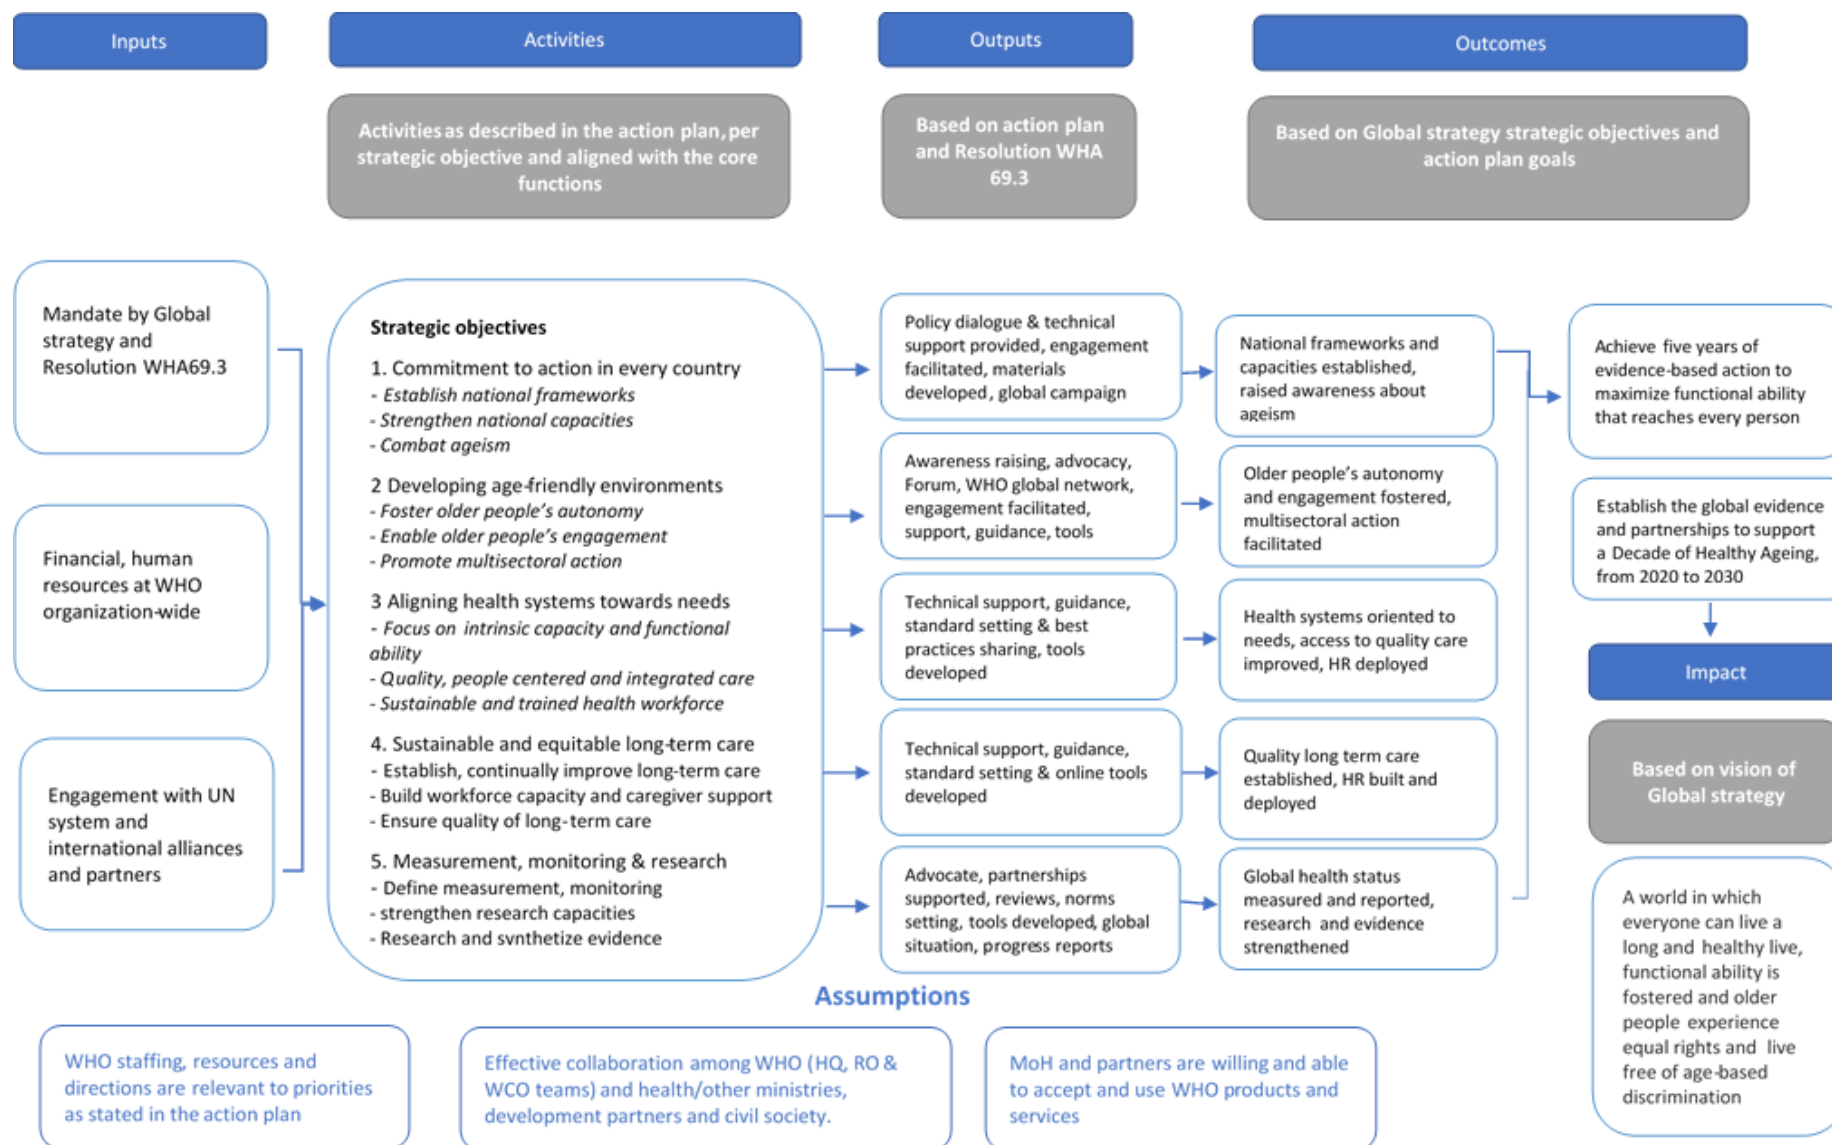 Inputs
Activities
Outputs
Outcomes
Activities as described in the action plan, per
strategic objective and aligned with the core
functions
Based on action plan
and Resolution WHA
69.3
Based on Global strategy strategic objectives and
action plan goals
Mandate by Global
strategy and
Resolution WHA69.3
Financial, human
resources at WHO
organization-wide
Engagement with UN
system and
international alliances
and partners
Strategic objectives
1. Commitment to action in every country
- Establish national frameworks
- Strengthen national capacities
- Combat ageism
2 Developing age-friendly environments
- Foster older people's autonomy
- Enable older people's engagement
- Promote multisectoral action
3 Aligning health systems towards needs
- Focus on intrinsic capacity and functional
ability
- Quality, people centered and integrated care
- Sustainable and trained health workforce
4. Sustainable and equitable long-term care
- Establish, continually improve long-term care
- Build workforce capacity and caregiver support
- Ensure quality of long-term care
5. Measurement, monitoring & research
- Define measurement, monitoring
- strengthen research capacities
- Research and synthetize evidence
Policy dialogue & technical
support provided, engagement
facilitated, materials
developed, global campaign
Awareness raising, advocacy,
Forum, WHO global network,
engagement facilitated,
support, guidance, tools
Technical support, guidance,
standard setting & best
practices sharing, tools
developed
Technical support, guidance,
standard setting & online tools
developed
Advocate, partnerships
supported, reviews, norms
setting, tools developed, global
situation, progress reports
National frameworks and
capacities established,
raised awareness about
ageism
Older people's autonomy
and engagement fostered,
multisectoral action
facilitated
Health systems oriented to
needs, access to quality care
improved, HR deployed
Quality long term care
established, HR built and
deployed
Global health status
measured and reported,
research and evidence
strengthened
Achieve five years of
evidence-based action to
maximize functional ability
that reaches every person
Establish the global evidence
and partnerships to support
a Decade of Healthy Ageing,
from 2020 to 2030
Impact
Based on vision of
Global strategy
A world in which
everyone can live a
long and healthy live,
functional ability is
fostered and older
people experience
equal rights and live
free of age-based
discrimination
Assumptions
WHO staffing, resources and
directions are relevant to priorities
as stated in the action plan
Effective collaboration among WHO (HQ, RO &
WCO teams) and health/other ministries,
development partners and civil society.
MoH and partners are willing and able
to accept and use WHO products and
services